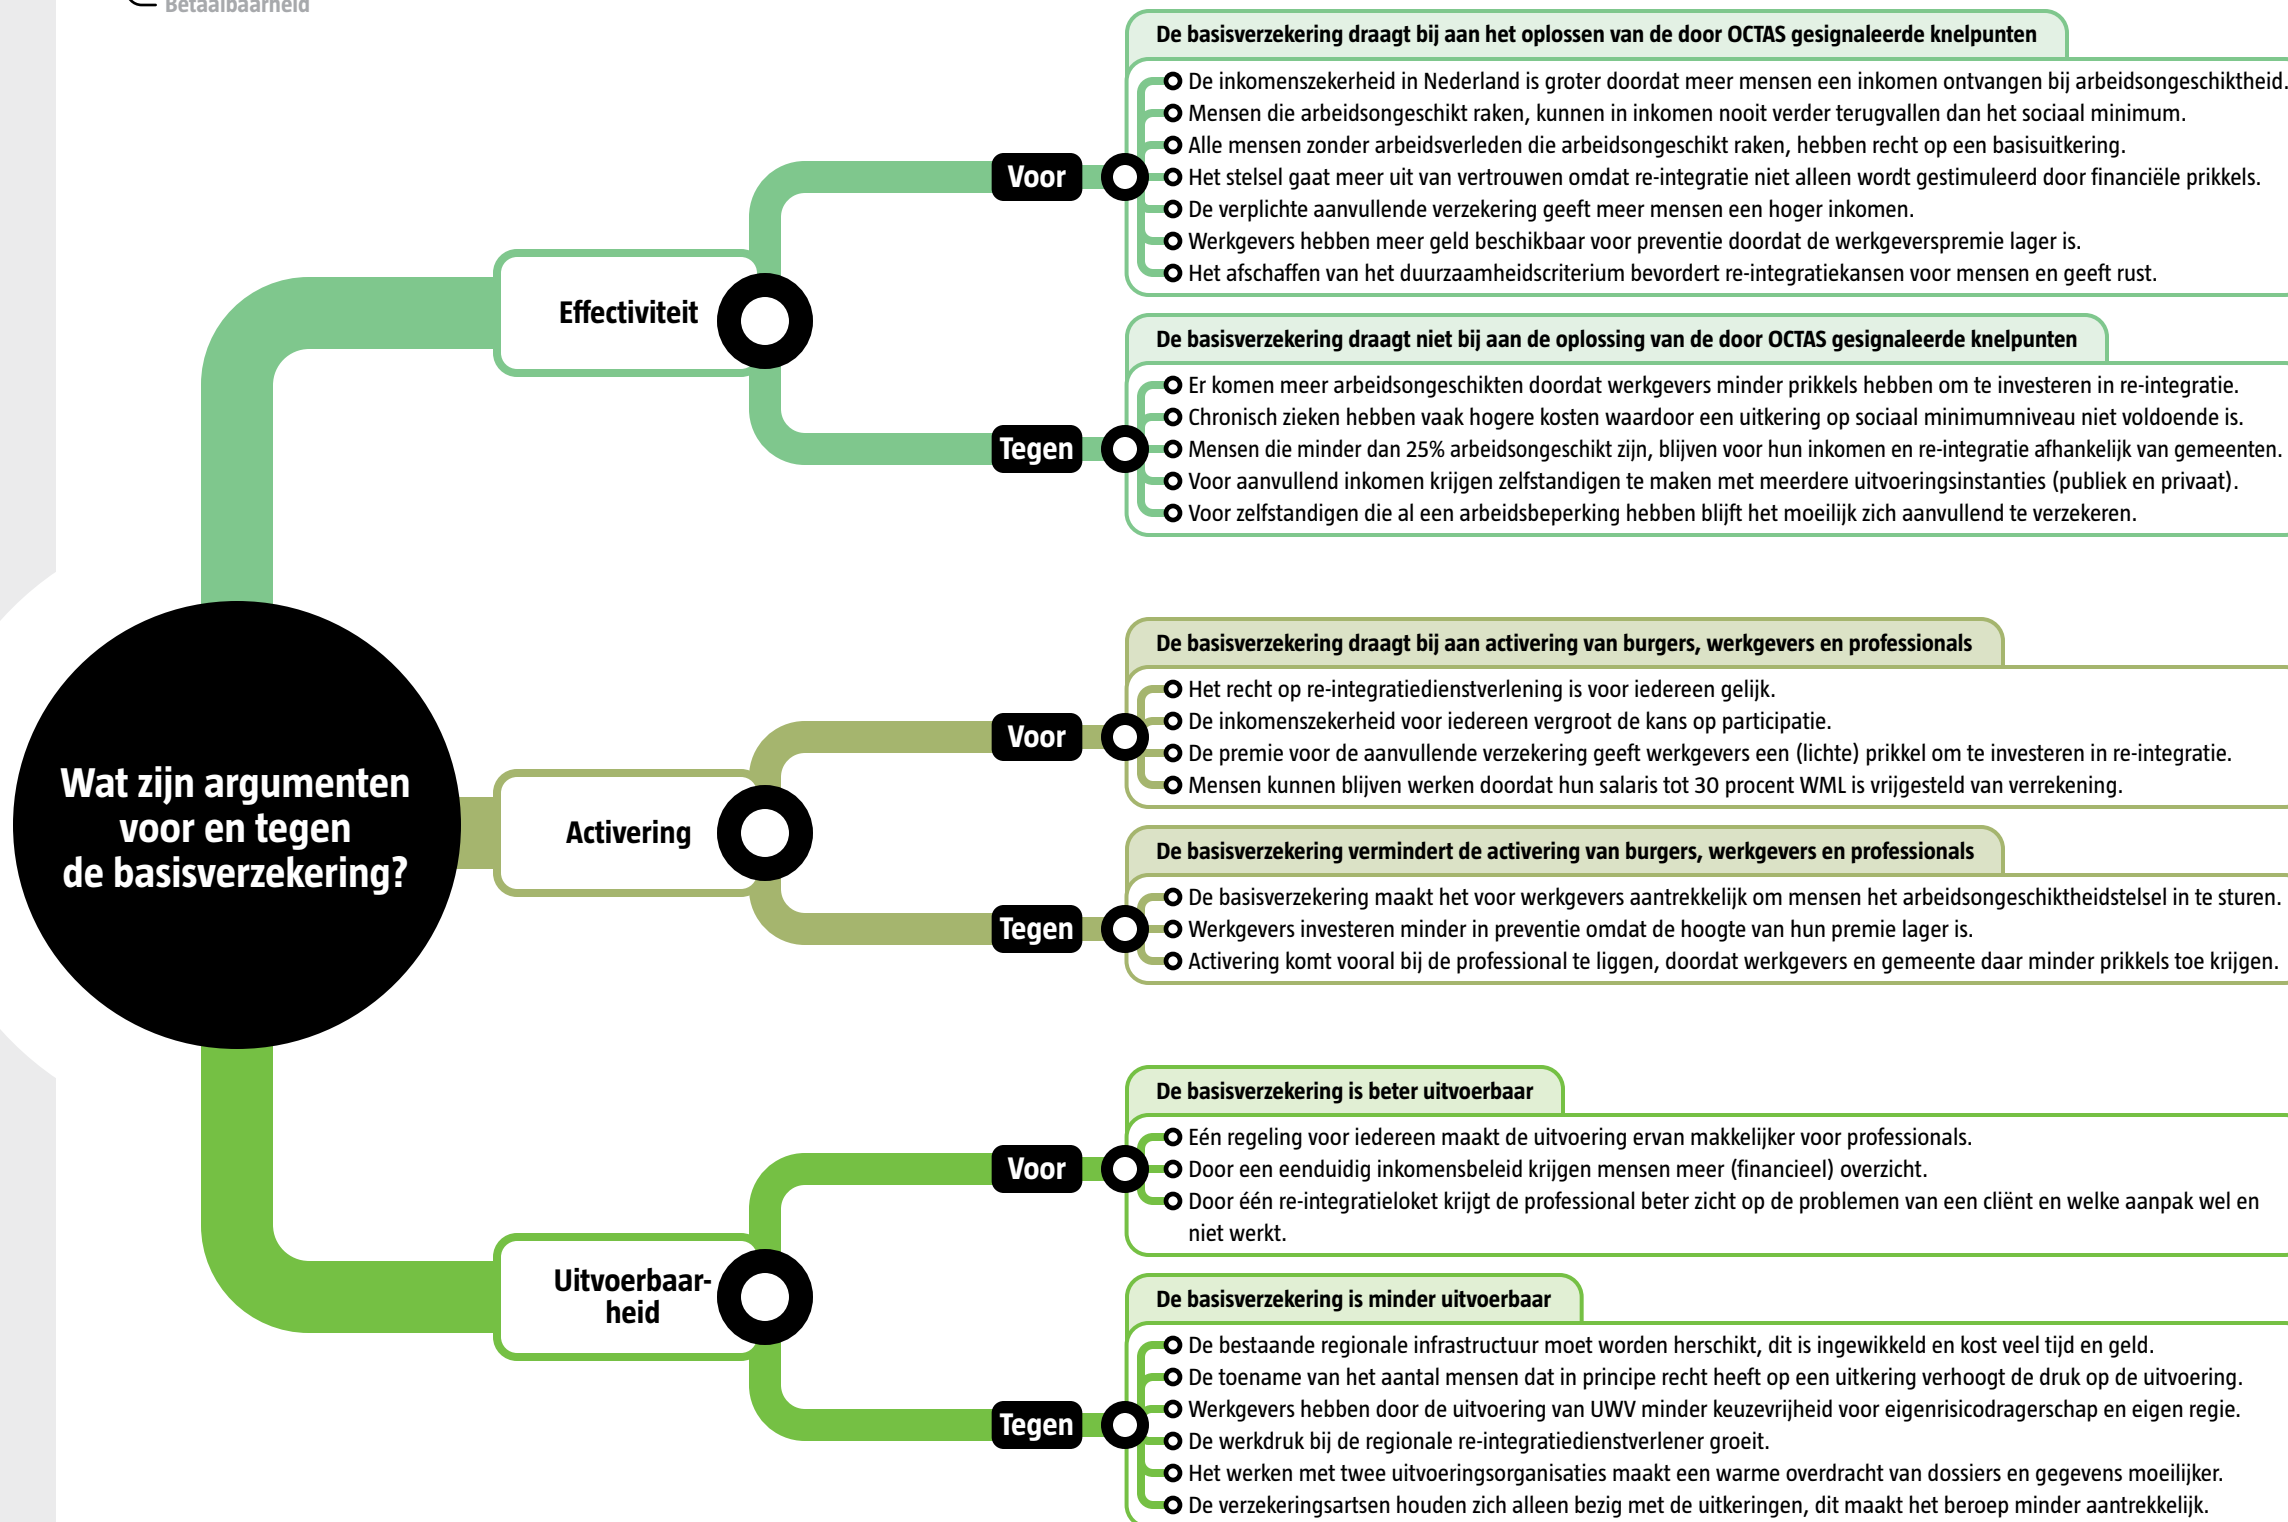 Betaalbaarheid
De basisverzekering draagt bij aan het oplossen van de door OCTAS gesignaleerde knelpunten
De inkomenszekerheid in Nederland is groter doordat meer mensen een inkomen ontvangen bij arbeidsongeschiktheid.
Mensen die arbeidsongeschikt raken, kunnen in inkomen nooit verder terugvallen dan het sociaal minimum.
Alle mensen zonder arbeidsverleden die arbeidsongeschikt raken, hebben recht op een basisuitkering.
Voor
Het stelsel gaat meer uit van vertrouwen omdat re-integratie niet alleen wordt gestimuleerd door financiële prikkels.
De verplichte aanvullende verzekering geeft meer mensen een hoger inkomen.
Werkgevers hebben meer geld beschikbaar voor preventie doordat de werkgeverspremie lager is.
Het afschaffen van het duurzaamheidscriterium bevordert re-integratiekansen voor mensen en geeft rust.
Effectiviteit
De basisverzekering draagt niet bij aan de oplossing van de door OCTAS gesignaleerde knelpunten
Er komen meer arbeidsongeschikten doordat werkgevers minder prikkels hebben om te investeren in re-integratie.
Chronisch zieken hebben vaak hogere kosten waardoor een uitkering op sociaal minimumniveau niet voldoende is.
Tegen
Mensen die minder dan 25% arbeidsongeschikt zijn, blijven voor hun inkomen en re-integratie afhankelijk van gemeenten.
Voor aanvullend inkomen krijgen zelfstandigen te maken met meerdere uitvoeringsinstanties (publiek en privaat).
Voor zelfstandigen die al een arbeidsbeperking hebben blijft het moeilijk zich aanvullend te verzekeren.
De basisverzekering draagt bij aan activering van burgers, werkgevers en professionals
Het recht op re-integratiedienstverlening is voor iedereen gelijk.
De inkomenszekerheid voor iedereen vergroot de kans op participatie.
Voor
De premie voor de aanvullende verzekering geeft werkgevers een (lichte) prikkel om te investeren in re-integratie.
Mensen kunnen blijven werken doordat hun salaris tot 30 procent WML is vrijgesteld van verrekening.
Wat zijn argumenten
voor en tegen
de basisverzekering?
Activering
De basisverzekering vermindert de activering van burgers, werkgevers en professionals
De basisverzekering maakt het voor werkgevers aantrekkelijk om mensen het arbeidsongeschiktheidstelsel in te sturen.
Tegen
Werkgevers investeren minder in preventie omdat de hoogte van hun premie lager is.
Activering komt vooral bij de professional te liggen, doordat werkgevers en gemeente daar minder prikkels toe krijgen.
De basisverzekering is beter uitvoerbaar
Eén regeling voor iedereen maakt de uitvoering ervan makkelijker voor professionals.
Voor
Door een eenduidig inkomensbeleid krijgen mensen meer (financieel) overzicht.
Door één re-integratieloket krijgt de professional beter zicht op de problemen van een cliënt en welke aanpak wel en
niet werkt.
Uitvoerbaar-
heid
De basisverzekering is minder uitvoerbaar
De bestaande regionale infrastructuur moet worden herschikt, dit is ingewikkeld en kost veel tijd en geld.
De toename van het aantal mensen dat in principe recht heeft op een uitkering verhoogt de druk op de uitvoering.
Tegen
Werkgevers hebben door de uitvoering van UWV minder keuzevrijheid voor eigenrisicodragerschap en eigen regie.
De werkdruk bij de regionale re-integratiedienstverlener groeit.
Het werken met twee uitvoeringsorganisaties maakt een warme overdracht van dossiers en gegevens moeilijker.
De verzekeringsartsen houden zich alleen bezig met de uitkeringen, dit maakt het beroep minder aantrekkelijk.